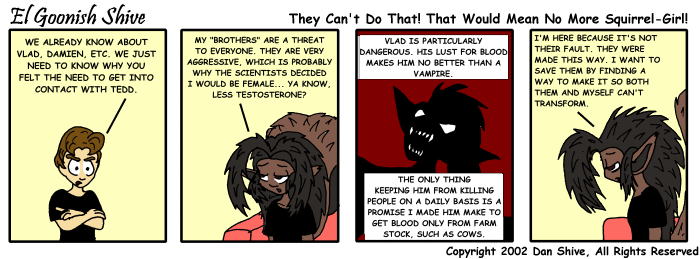 El Goonish Shive
They Can't Do That! That Would Mean No More Squirrel-Girl!
WE ALREADY KNOW ABOUT
VLAD, DAMIEN, ETC. WE JUST
NEED TO KNOW WHY YOU
FELT THE NEED TO GET INTO
CONTACT WITH TEDD.
MY "BROTHERS" ARE A THREAT
TO EVERYONE. THEY ARE VERY
AGGRESSIVE, WHICH IS PROBABLY
WHY THE SCIENTISTS DECIDED
I WOULD BE FEMALE... YA KNOW,
LESS TESTOSTERONE?
VLAD IS PARTICULARLY
DANGEROUS. HIS LUST FOR BLOOD
MAKES HIM NO BETTER THAN A
VAMPIRE.
THE ONLY THING
KEEPING HIM FROM KILLING
PEOPLE ON A DAILY BASIS IS A
PROMISE I MADE HIM MAKE TO
GET BLOOD ONLY FROM FARM
STOCK, SUCH AS COWS.
I'M HERE BECAUSE IT'S NOT
THEIR FAULT. THEY WERE
MADE THIS WAY. I WANT TO
SAVE THEM BY FINDING A
WAY TO MAKE IT SO BOTH
THEM AND MYSELF CAN'T
TRANSFORM.
Copyright 2002 Dan Shive, All Rights Reserved